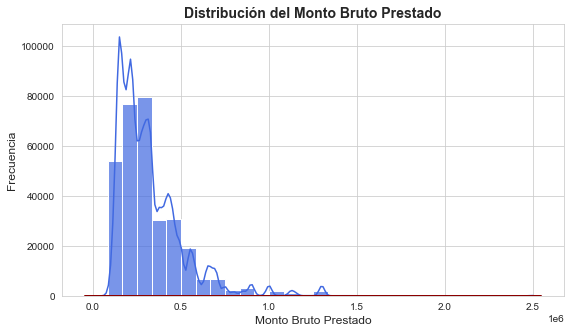 Distribución del Monto Bruto Prestado
100000
80000
60000
40000
20000
0
Frecuencia
0.0 0.5 1.0 1.5 2.0 2.5
1e6
Monto Bruto Prestado